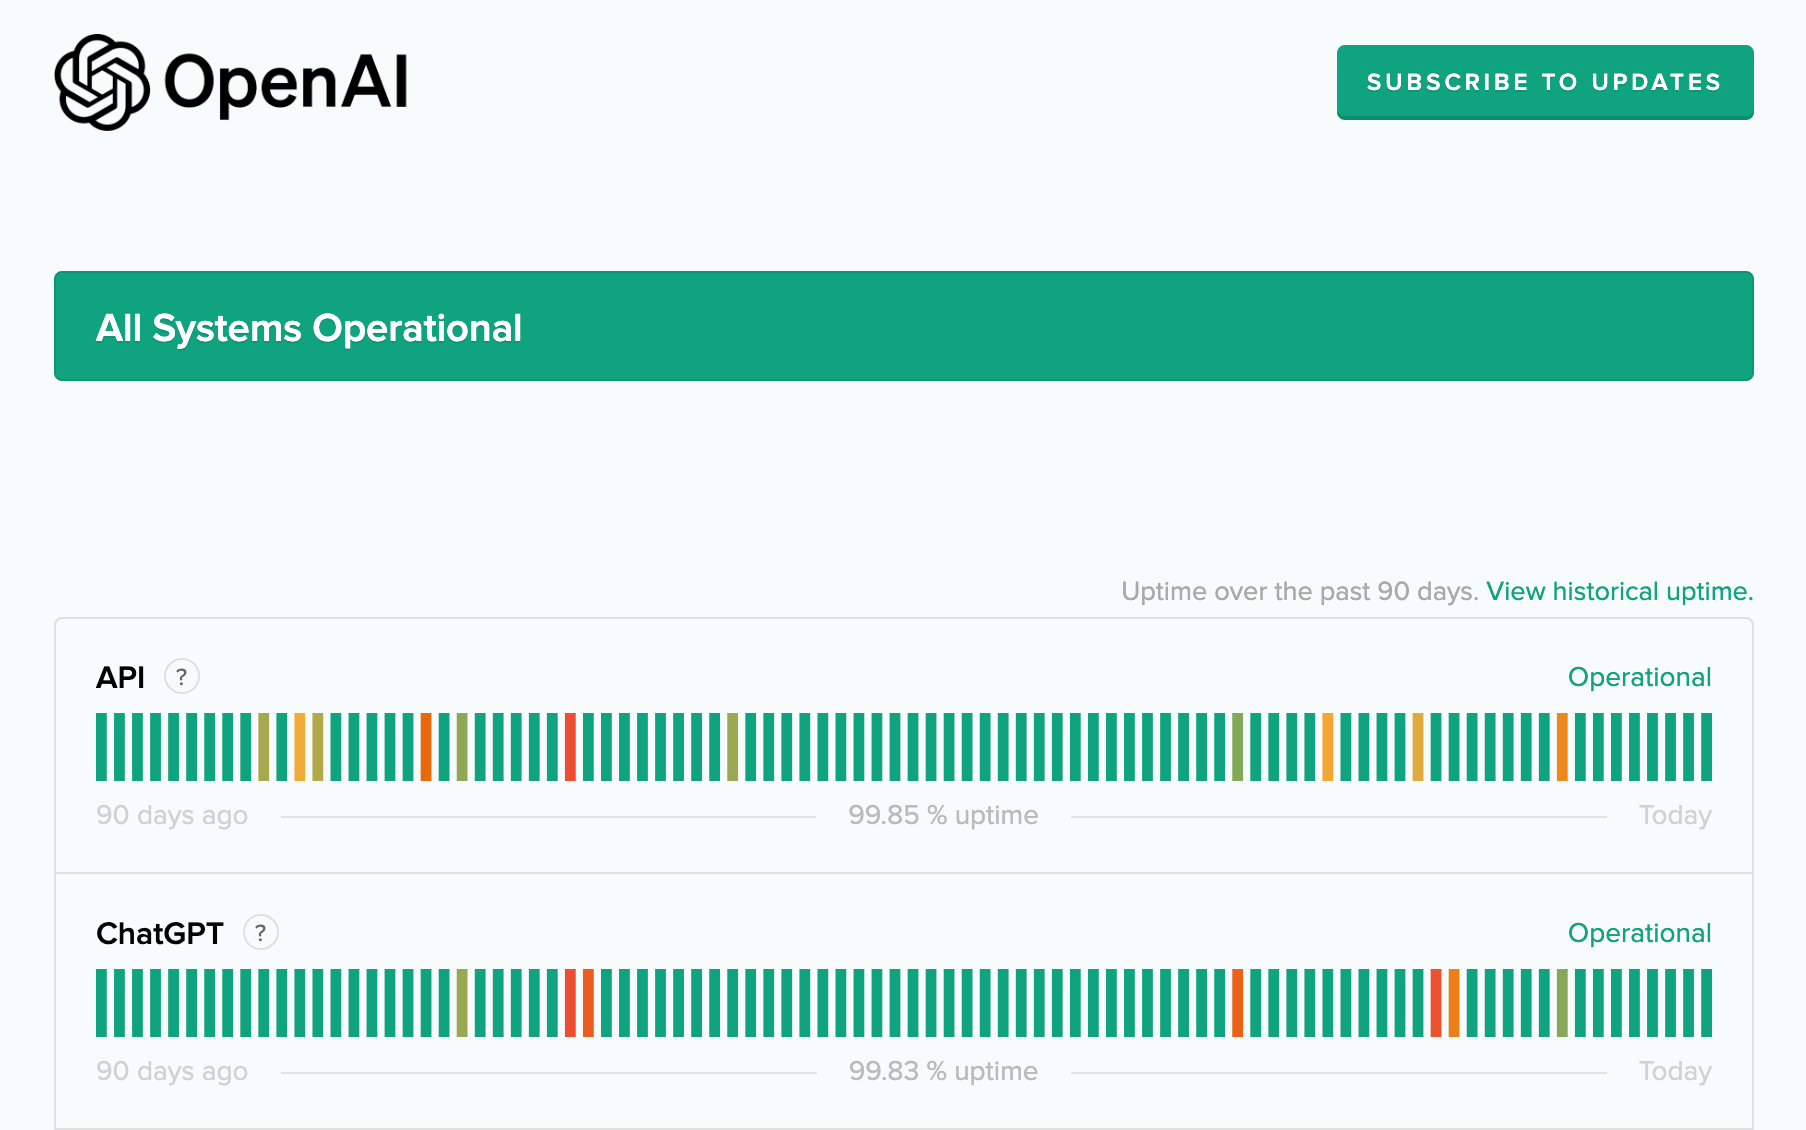 OpenAI
SUBSCRIBE TO UPDATES
All Systems Operational
Uptime over the past 90 days. View historical uptime.
API ? Operational
90 days ago 99.85 % uptime Today
ChatGPT ? Operational
90 days ago 99.83 % uptime Today